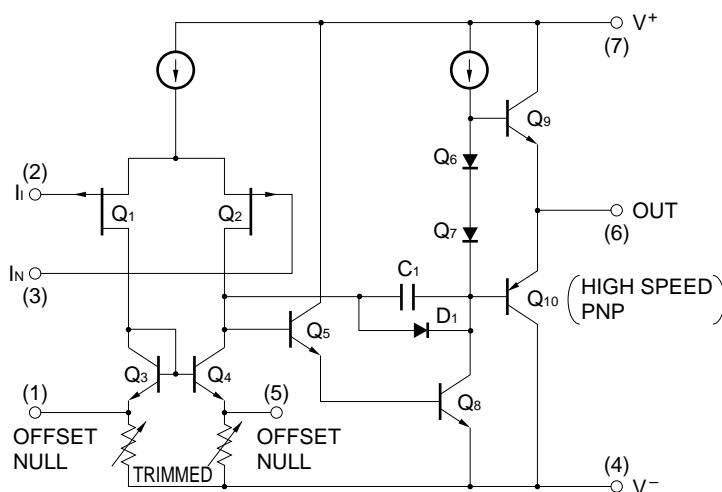 V+
(7)
Q9
(2)
Q6
II
Q1
Q2
OUT
(6)
Q7
IN
(3)
C1
Q10
(HIGH SPEED
PNP)
D1
Q5
Q3
Q4
(1)
(5)
Q8
OFFSET
NULL
OFFSET
NULL
TRIMMED
(4)
V−